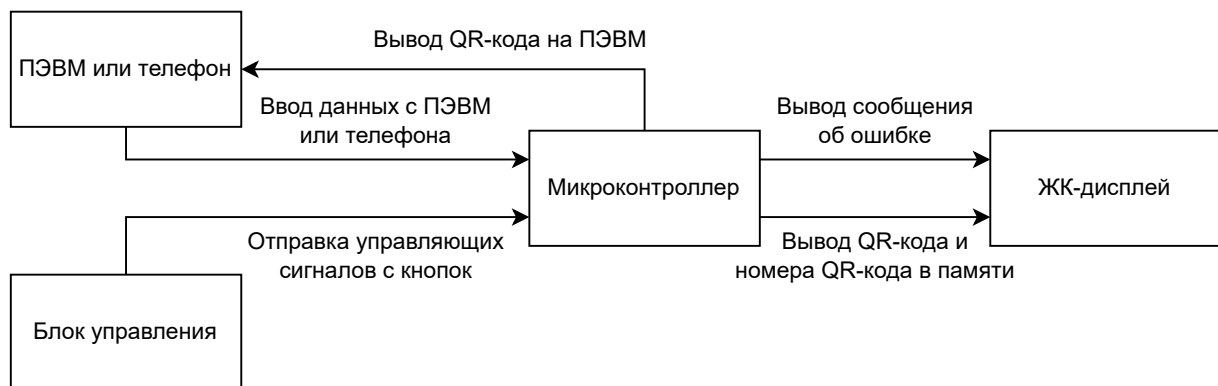 Вывод QR-кода на ПЭВМ
ПЭВМ или телефон
Ввод данных с ПЭВМ
или телефона
Вывод сообщения
об ошибке
Микроконтроллер
ЖК-дисплей
Отправка управляющих
сигналов с кнопок
Вывод QR-кода и
номера QR-кода в памяти
Блок управления